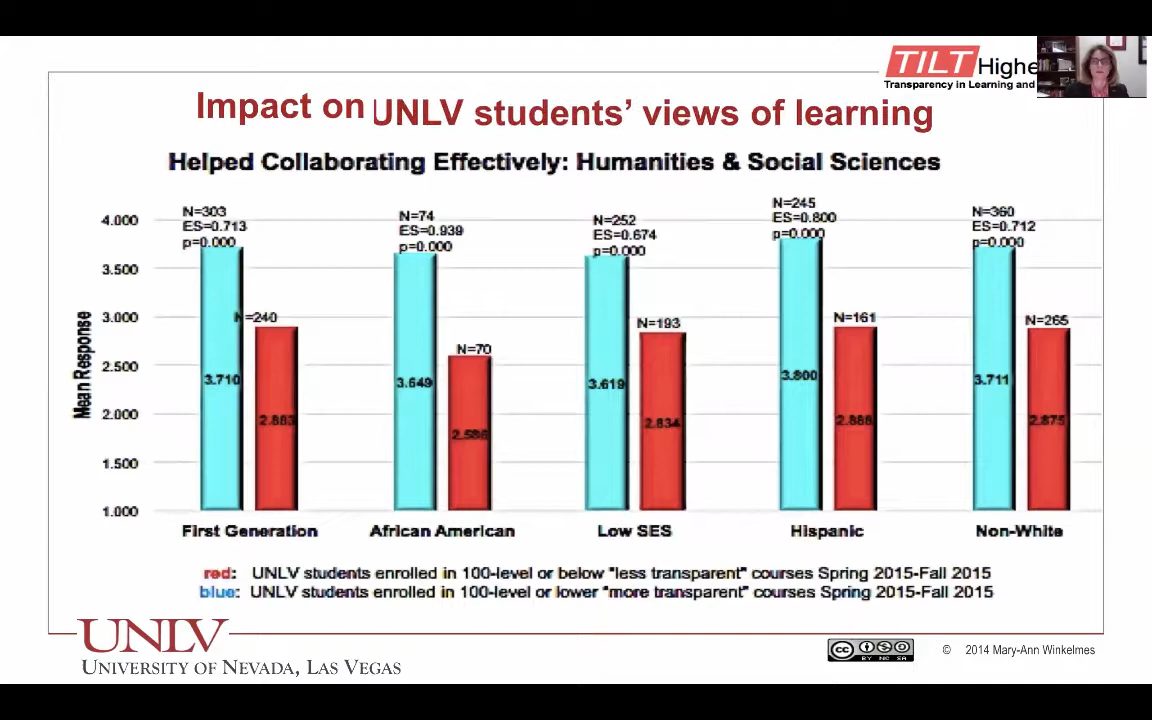 TILT Highe
Transparency in Learning and
Impact on UNLV students' views of learning
Helped Collaborating Effectively: Humanities & Social Sciences
Mean Response
4.000
3.500
3.000
2.500
2.000
1.500
1.000
N=303
ES=0.713
p=0.000
3.710
N=240
2.883
First Generation
N=74
ES=0.939
p=0.000
3.649
N=70
2.586
African American
N=252
ES=0.674
p=0.000
3.619
N=193
2.834
Low SES
N=245
ES=0.800
p=0.000
3.800
N=161
2.888
Hispanic
N=360
ES=0.712
p=0.000
3.711
N=265
2.875
Non-White
red: UNLV students enrolled in 100-level or below "less transparent" courses Spring 2015-Fall 2015
blue: UNLV students enrolled in 100-level or lower "more transparent" courses Spring 2015-Fall 2015
UNLV
UNIVERSITY OF NEVADA, LAS VEGAS
cc BY NC SA
© 2014 Mary-Ann Winkelmes